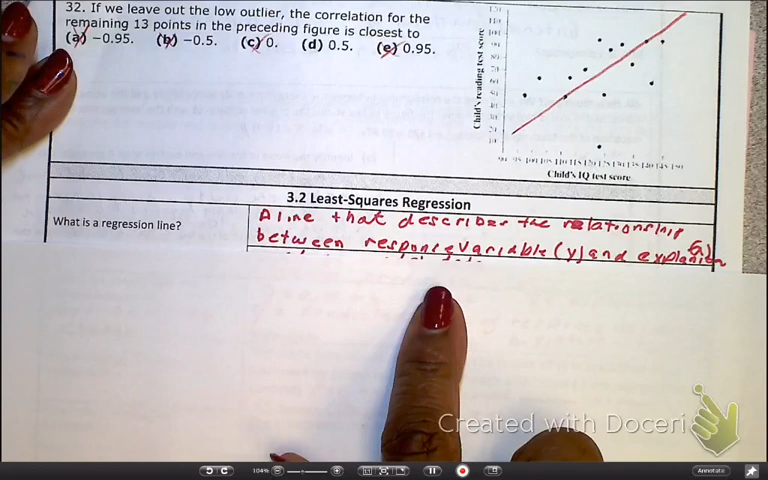 32. If we leave out the low outlier, the correlation for the
remaining 13 points in the preceding figure is closest to
(a) −0.95. (b) −0.5. (c) 0. (d) 0.5. (e) 0.95.
Child's reading test score
Child's IQ test score
3.2 Least-Squares Regression
What is a regression line?
A line that describes the relationship
between response variable (y) and
Created with Doceri
104%
Annotate